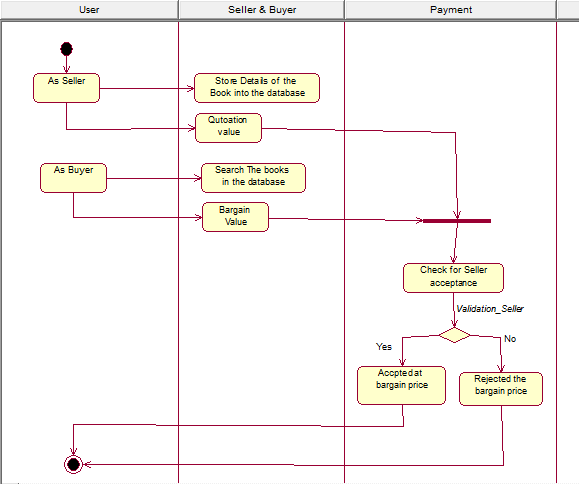 User
Seller & Buyer
Payment
As Seller
Store Details of the
Book into the database
Qutoation
value
As Buyer
Search The books
in the database
Bargain
Value
Check for Seller
acceptance
Validation_Seller
Yes
No
Accpted at
bargain price
Rejected the
bargain price